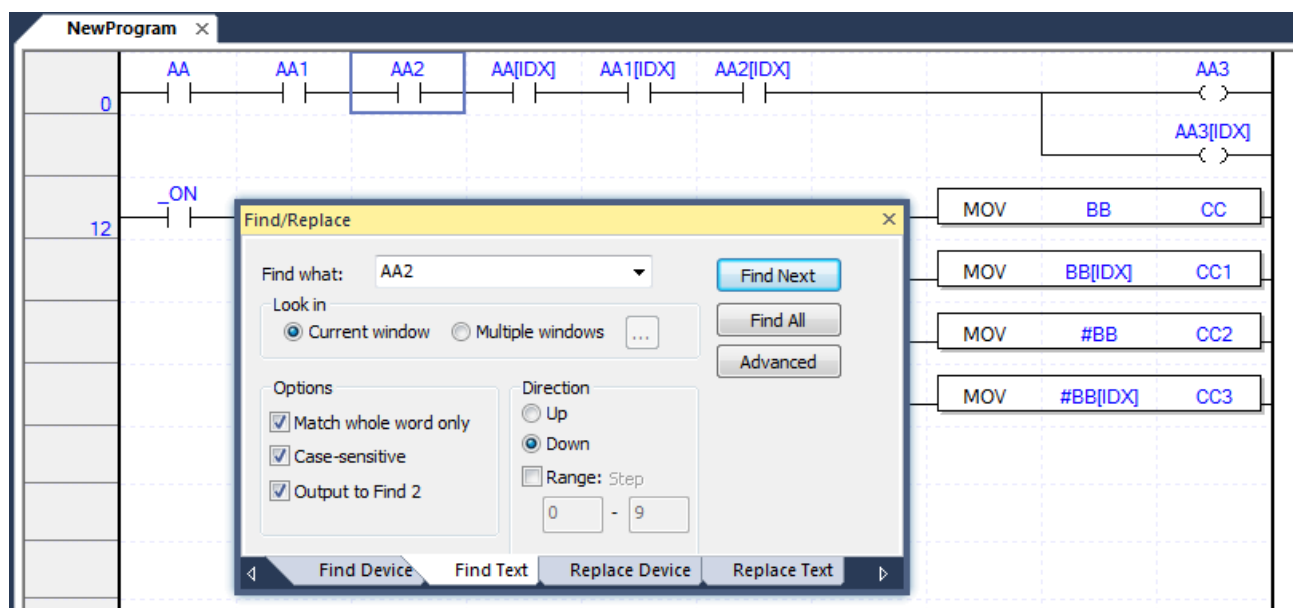 NewProgram ×
AA AA1 AA2 AA[IDX] AA1[IDX] AA2[IDX] AA3
0
AA3[IDX]
_ON
12
MOV BB CC
Find/Replace
MOV BB[IDX] CC1
Find what: AA2 Find Next
Look in
Current window Multiple windows ... Find All
MOV #BB CC2
Advanced
Options Direction
MOV #BB[IDX] CC3
Match whole word only Up
Case-sensitive Down
Output to Find 2 Range: Step
0 - 9
Find Device Find Text Replace Device Replace Text